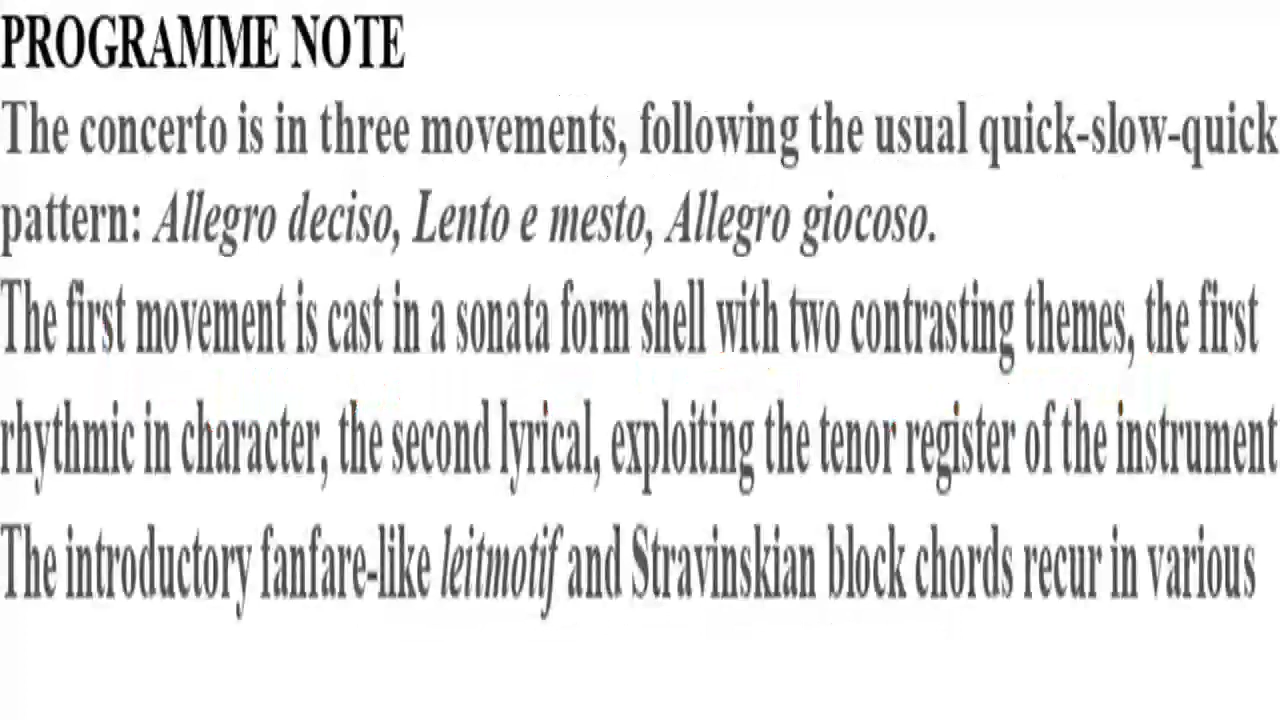 PROGRAMME NOTE
The concerto is in three movements, following the usual quick-slow-quick
pattern: Allegro deciso, Lento e mesto, Allegro giocoso.
The first movement is cast in a sonata form shell with two contrasting themes, the first
rhythmic in character, the second lyrical, exploiting the tenor register of the instrument
The introductory fanfare-like leitmotif and Stravinskian block chords recur in various